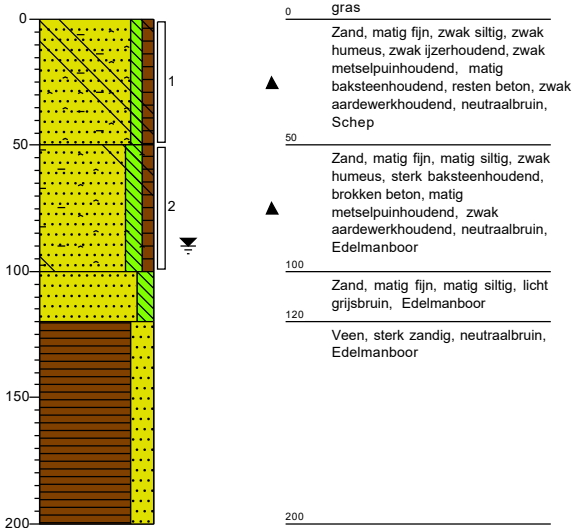 0
50
100
150
200
1
2
0
gras
Zand, matig fijn, zwak siltig, zwak
humeus, zwak ijzerhoudend, zwak
metselpuinhoudend, matig
baksteenhoudend, resten beton, zwak
aardewerkhoudend, neutraalbruin,
Schep
50
Zand, matig fijn, matig siltig, zwak
humeus, sterk baksteenhoudend,
brokken beton, matig
metselpuinhoudend, zwak
aardewerkhoudend, neutraalbruin,
Edelmanboor
100
Zand, matig fijn, matig siltig, licht
grijsbruin, Edelmanboor
120
Veen, sterk zandig, neutraalbruin,
Edelmanboor
200